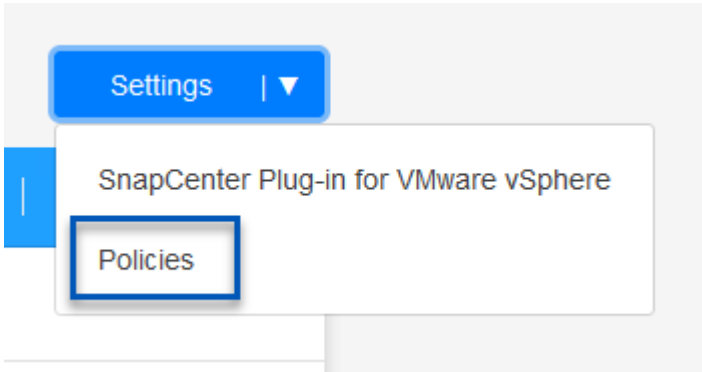 Settings | ▼
SnapCenter Plug-in for VMware vSphere
Policies